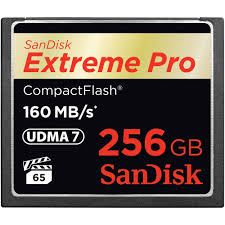 SanDisk
Extreme Pro
CompactFlash®
160 MB/s*
UDMA 7
256 GB
65
SanDisk